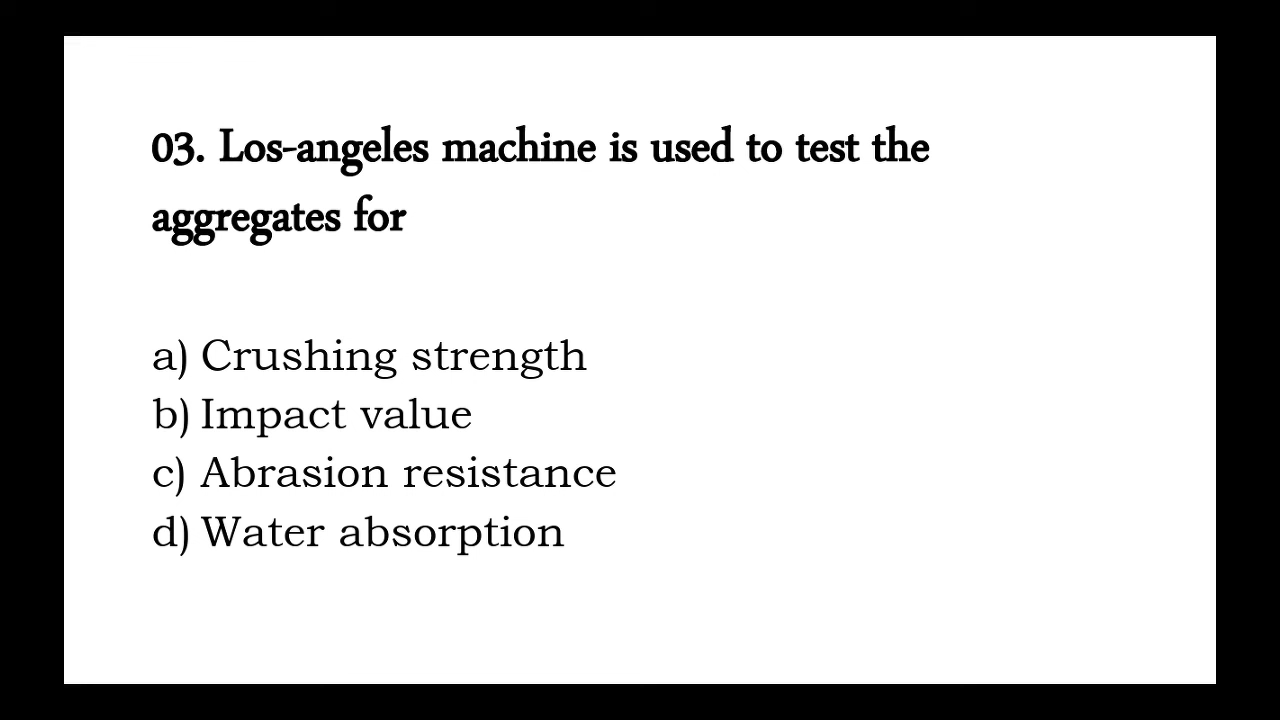 03. Los-angeles machine is used to test the
aggregates for
a) Crushing strength
b) Impact value
c) Abrasion resistance
d) Water absorption